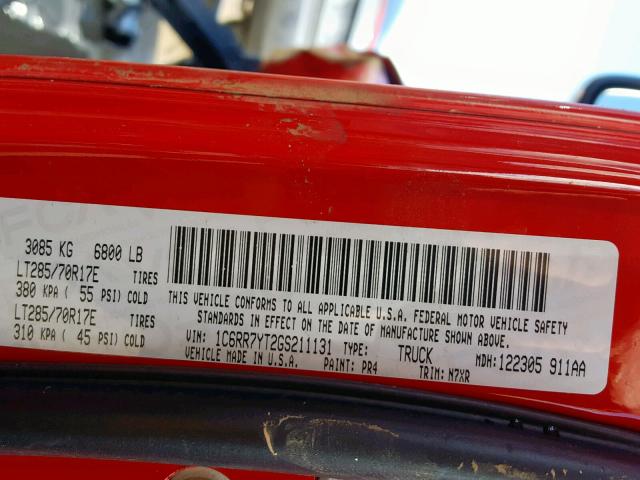 3085 KG 6800 LB
LT285/70R17E TIRES
380 KPA ( 55 PSI) COLD
LT285/70R17E TIRES
310 KPA ( 45 PSI) COLD
THIS VEHICLE CONFORMS TO ALL APPLICABLE U.S.A. FEDERAL MOTOR VEHICLE SAFETY
STANDARDS IN EFFECT ON THE DATE OF MANUFACTURE SHOWN ABOVE.
VIN: 1C6RR7YT2GS211131 TYPE: TRUCK MDH: 122305 911AA
VEHICLE MADE IN U.S.A. PAINT: PR4 TRIM: N7XR